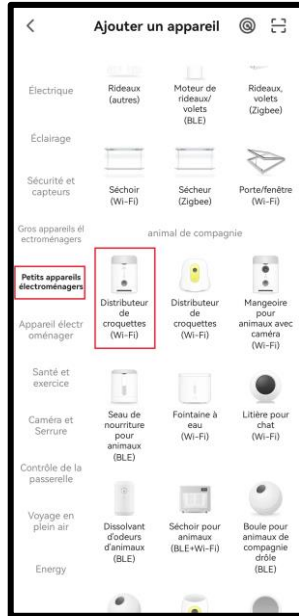 Ajouter un appareil
Électrique
Éclairage
Sécurité et
capteurs
Gros appareils él
ectroménagers
Petits appareils
électroménagers
Appareil électr
oménager
Santé et
exercice
Caméra et
Serrure
Contrôle de la
passerelle
Voyage en
plein air
Energy
Rideaux
(autres)
Moteur de
rideaux/
volets
(BLE)
Rideaux,
volets
(Zigbee)
Séchoir
(Wi-Fi)
Sécheur
(Zigbee)
Porte/fenêtre
(Wi-Fi)
animal de compagnie
Distributeur
de
croquettes
(Wi-Fi)
Distributeur
de
croquettes
(Wi-Fi)
Mangeoire
pour
animaux avec
caméra
(Wi-Fi)
Seau de
nourriture
pour
animaux
(BLE)
Fointaine à
eau
(Wi-Fi)
Litière pour
chat
(Wi-Fi)
Dissolvant
d'odeurs
d'animaux
(BLE)
Séchoir pour
animaux
(BLE+Wi-Fi)
Boule pour
animaux de
compagnie
drôle
(BLE)